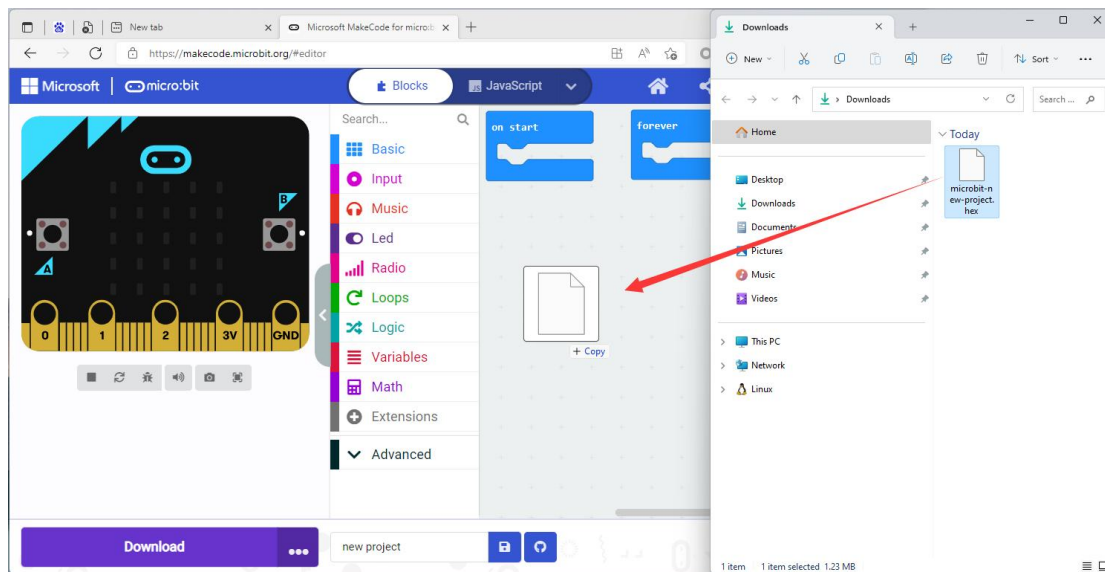 New tab
Microsoft MakeCode for micro:b
https://makecode.microbit.org/#editor
Microsoft
micro:bit
Blocks
JavaScript
Search...
Basic
Input
Music
Led
Radio
Loops
Logic
Variables
Math
Extensions
Advanced
on start
forever
B
A
0
1
2
3V
GND
+ Copy
Download
new project
Downloads
New
Sort
Downloads
Search ...
Home
Desktop
Downloads
Documents
Pictures
Music
Videos
This PC
Network
Linux
Today
microbit-n
ew-project.
hex
1 item
1 item selected 1.23 MB